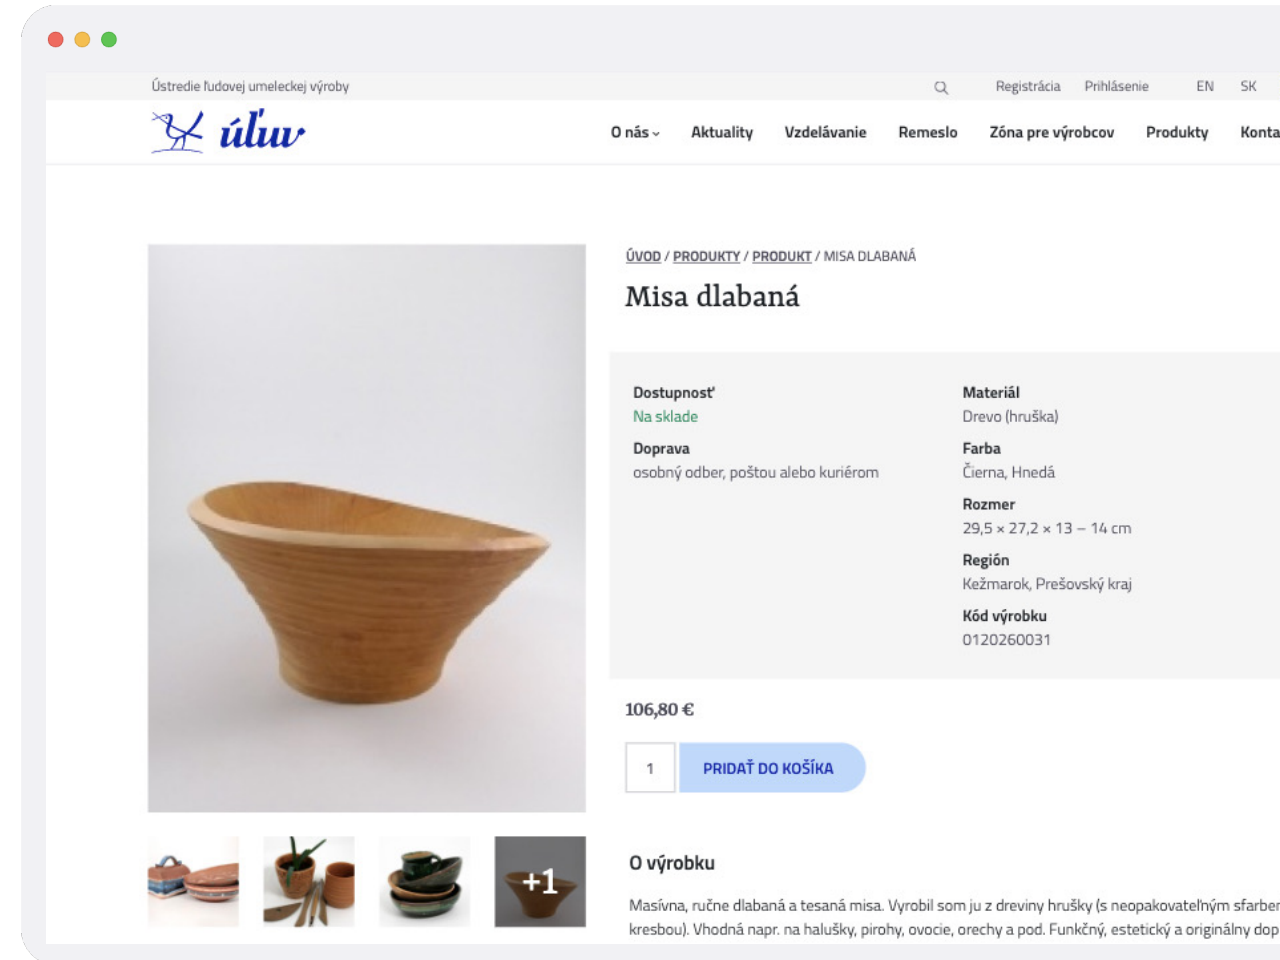 Ústredie ľudovej umeleckej výroby
Registrácia Prihlásenie EN SK
úľuv
O nás Aktuality Vzdelávanie Remeslo Zóna pre výrobcov Produkty
ÚVOD / PRODUKTY / PRODUKT / MISA DLABANÁ
Misa dlabaná
Dostupnosť
Na sklade
Doprava
osobný odber, poštou alebo kuriérom
Materiál
Drevo (hruška)
Farba
Čierna, Hnedá
Rozmer
29,5 × 27,2 × 13 – 14 cm
Región
Kežmarok, Prešovský kraj
Kód výrobku
0120260031
106,80 €
1 PRIDAŤ DO KOŠÍKA
+1
O výrobku
Masívna, ručne dlabaná a tesaná misa. Vyrobil som ju z dreviny hrušky (s neopakovateľným
kresbou). Vhodná napr. na halušky, pirohy, ovocie, orechy a pod. Funkčný, estetický a originálny